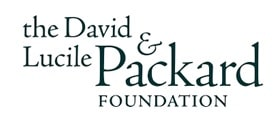 the David &
Lucile Packard
FOUNDATION